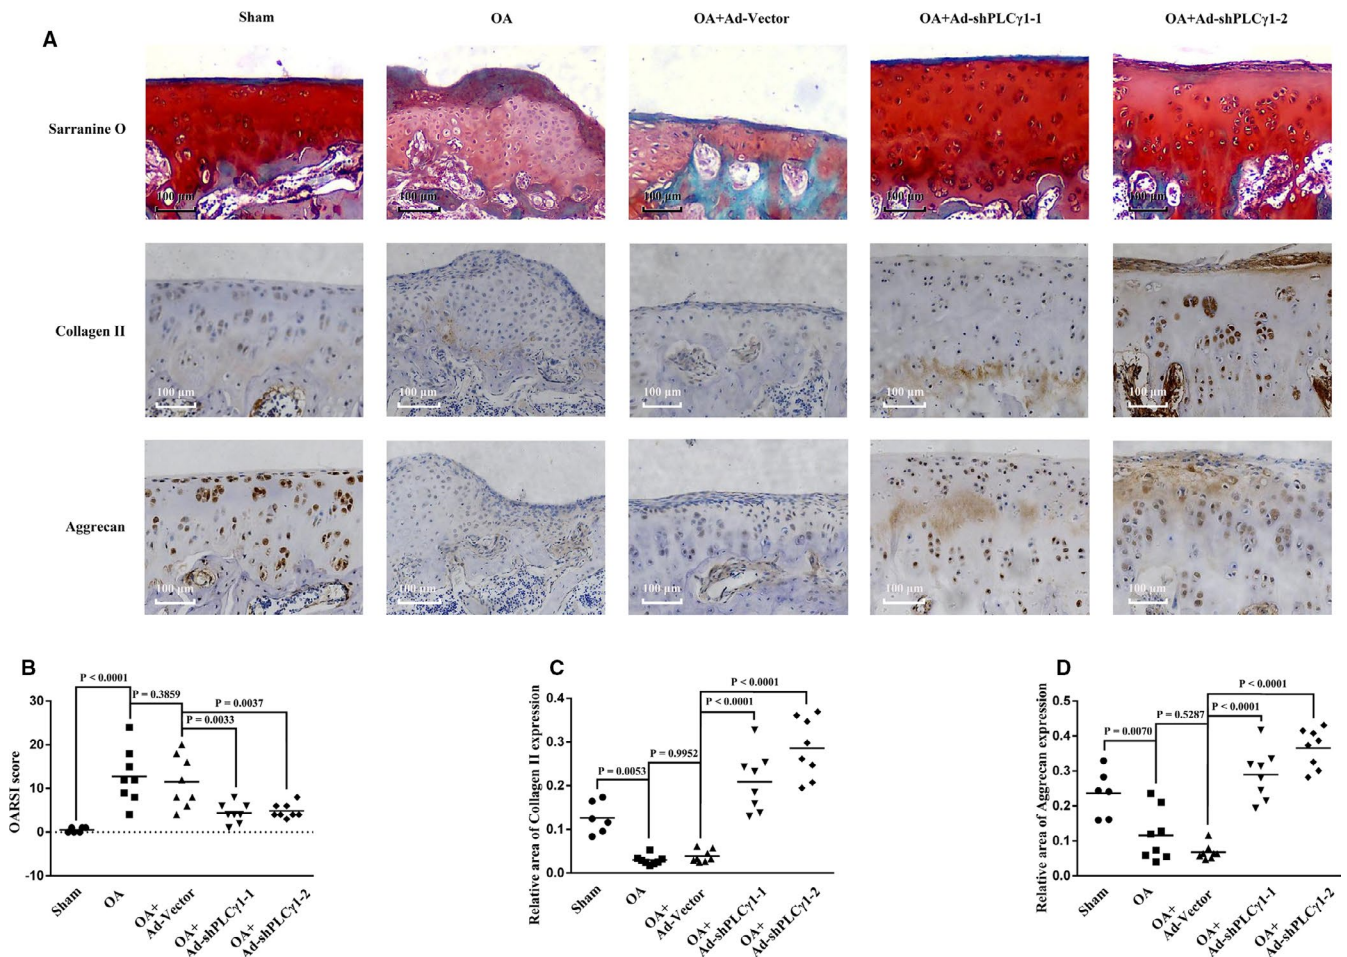 Sham OA OA+Ad-Vector OA+Ad-shPLCγ1-1 OA+Ad-shPLCγ1-2
A
Sarranine O
100 μm 100 μm 100 μm 100 μm 100 μm
Collagen II
100 μm 100 μm 100 μm 100 μm 100 μm
Aggrecan
100 μm 100 μm 100 μm 100 μm 100 μm
B
P < 0.0001
P = 0.3859
P = 0.0037
P = 0.0033
OARSI score
30
20
10
0
-10
Sham
OA
OA+
Ad-Vector
OA+
Ad-shPLCγ1-1
OA+
Ad-shPLCγ1-2
C
P < 0.0001
P < 0.0001
P = 0.9952
P = 0.0053
Relative area of Collagen II expression
0.4
0.3
0.2
0.1
0.0
Sham
OA
OA+
Ad-Vector
OA+
Ad-shPLCγ1-1
OA+
Ad-shPLCγ1-2
D
P < 0.0001
P < 0.0001
P = 0.5287
P = 0.0070
Relative area of Aggrecan expression
0.5
0.4
0.3
0.2
0.1
0.0
Sham
OA
OA+
Ad-Vector
OA+
Ad-shPLCγ1-1
OA+
Ad-shPLCγ1-2